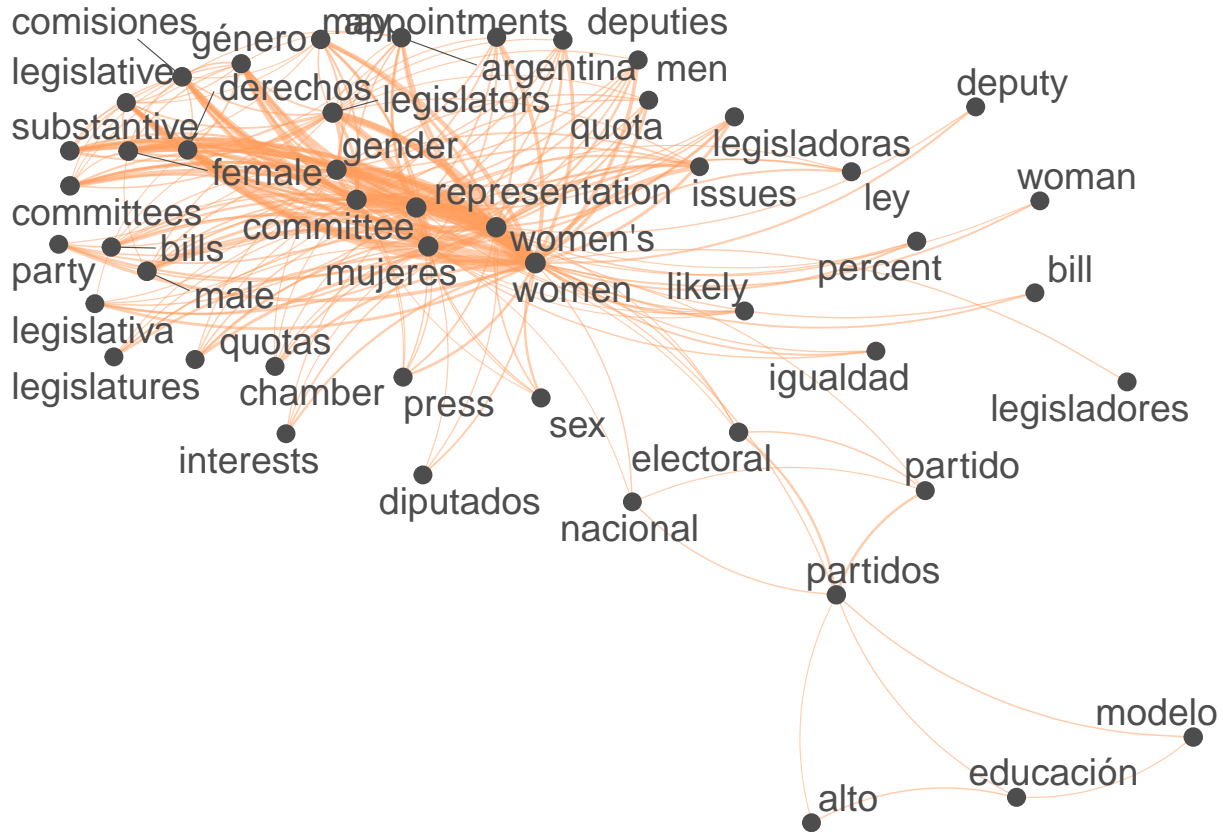 comisiones
género
may
appointments
deputies
legislative
derechos
argentina
men
deputy
legislators
substantive
quota
gender
legisladoras
female
representation
issues
ley
woman
committees
committee
women's
party
bills
mujeres
percent
bill
male
women
likely
legislativa
quotas
igualdad
legislatures
chamber
press
legisladores
sex
interests
electoral
partido
diputados
nacional
partidos
modelo
educación
alto